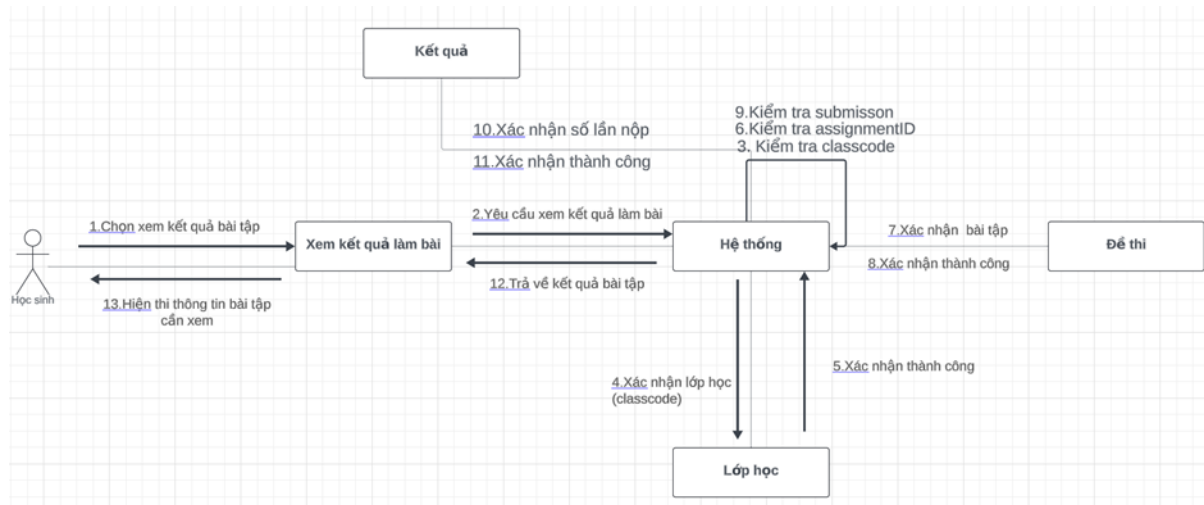 Kết quả
9.Kiểm tra submisson
10.Xác nhận số lần nộp
6.Kiểm tra assignmentID
3. Kiểm tra classcode
11.Xác nhận thành công
1.Chọn xem kết quả bài tập
2.Yêu cầu xem kết quả làm bài
Xem kết quả làm bài
Hệ thống
7.Xác nhận bài tập
Đề thi
8.Xác nhận thành công
Học sinh
12.Trả về kết quả bài tập
13.Hiện thi thông tin bài tập
cần xem
4.Xác nhận lớp học
(classcode)
5.Xác nhận thành công
Lớp học